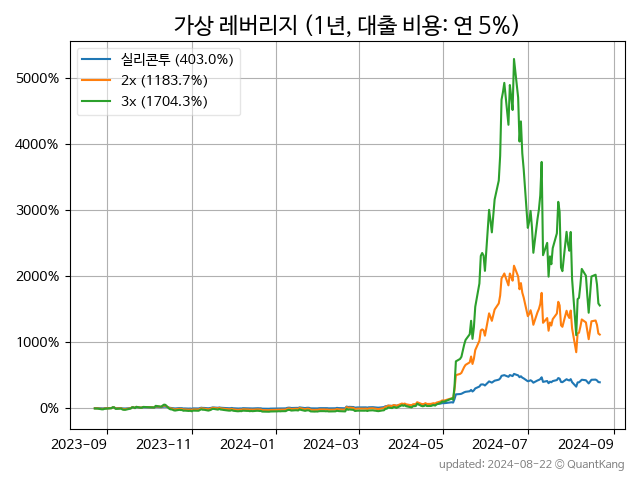 가상 레버리지 (1년, 대출 비용: 연 5%)
실리콘투 (403.0%)
2x (1183.7%)
3x (1704.3%)
5000%
4000%
3000%
2000%
1000%
0%
2023-09 2023-11 2024-01 2024-03 2024-05 2024-07 2024-09
updated: 2024-08-22 © QuantKang